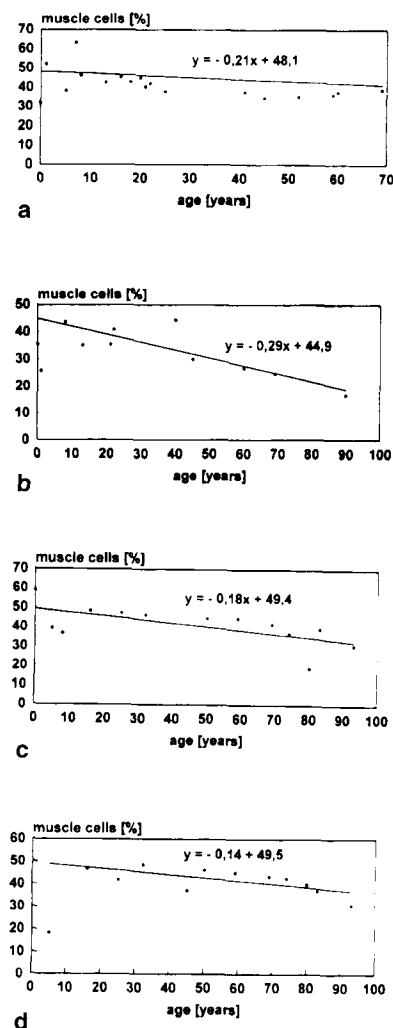 muscle cells [%]
70
60
50
40
30
20
10
0
y = - 0,21x + 48,1
0 10 20 30 40 50 60 70
age [years]
a
muscle cells [%]
50
40
30
20
10
0
y = - 0,29x + 44,9
0 10 20 30 40 50 60 70 80 90 100
age [years]
b
muscle cells [%]
70
60
50
40
30
20
10
0
y = - 0,18x + 49,4
0 10 20 30 40 50 60 70 80 90 100
age [years]
c
muscle cells [%]
60
50
40
30
20
10
0
y = - 0,14 + 49,5
0 10 20 30 40 50 60 70 80 90 100
age [years]
d